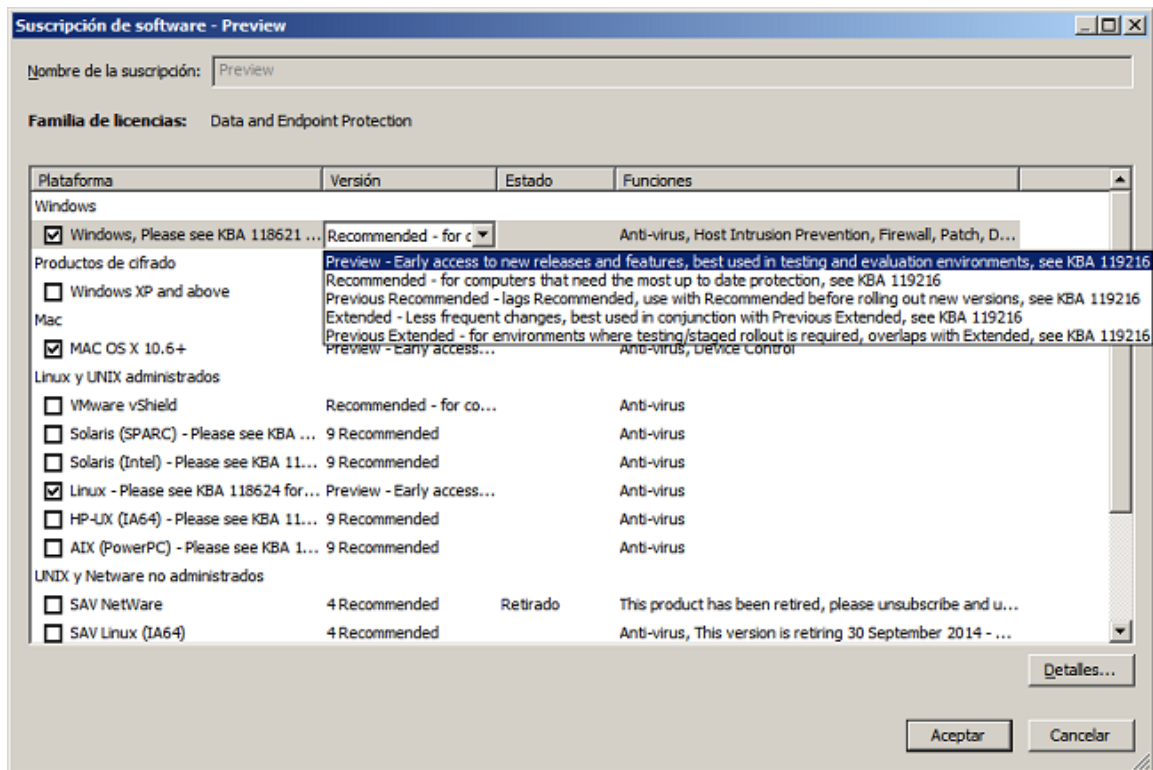 Suscripción de software - Preview
Nombre de la suscripción: Preview
Familia de licencias: Data and Endpoint Protection
Plataforma Versión Estado Funciones
Windows
Windows, Please see KBA 118621 ... Recommended - for c Anti-virus, Host Intrusion Prevention, Firewall, Patch, D...
Productos de cifrado
Preview - Early access to new releases and features, best used in testing and evaluation environments, see KBA 119216
Recommended - for computers that need the most up to date protection, see KBA 119216
Windows XP and above
Previous Recommended - lags Recommended, use with Recommended before rolling out new versions, see KBA 119216
Mac
Extended - Less frequent changes, best used in conjunction with Previous Extended, see KBA 119216
Previous Extended - for environments where testing/staged rollout is required, overlaps with Extended, see KBA 119216
MAC OS X 10.6+ Preview - Early access... Anti-virus, Device Control
Linux y UNIX administrados
VMware vShield Recommended - for co... Anti-virus
Solaris (SPARC) - Please see KBA ... 9 Recommended Anti-virus
Solaris (Intel) - Please see KBA 11... 9 Recommended Anti-virus
Linux - Please see KBA 118624 for... Preview - Early access... Anti-virus
HP-UX (IA64) - Please see KBA 11... 9 Recommended Anti-virus
AIX (PowerPC) - Please see KBA 1... 9 Recommended Anti-virus
UNIX y Netware no administrados
SAV NetWare 4 Recommended Retirado This product has been retired, please unsubscribe and u...
SAV Linux (IA64) 4 Recommended Anti-virus, This version is retiring 30 September 2014 - ...
Detalles...
Aceptar Cancelar